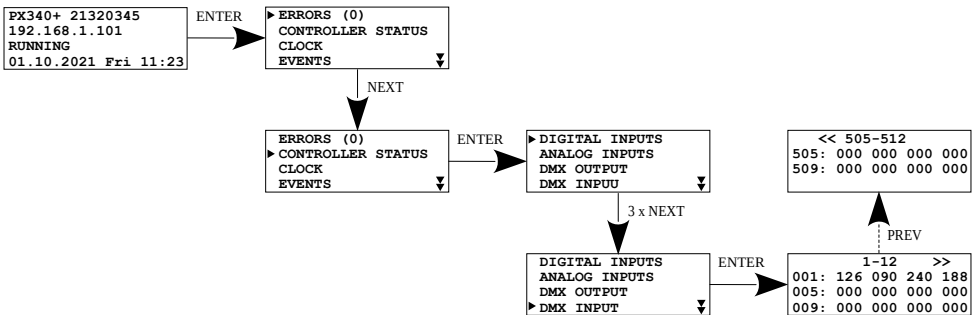 PX340+ 21320345
192.168.1.101
RUNNING
01.10.2021 Fri 11:23
ENTER
ERRORS (0)
CONTROLLER STATUS
CLOCK
EVENTS
NEXT
ERRORS (0)
CONTROLLER STATUS
CLOCK
EVENTS
ENTER
DIGITAL INPUTS
ANALOG INPUTS
DMX OUTPUT
DMX INPUU
3 x NEXT
DIGITAL INPUTS
ANALOG INPUTS
DMX OUTPUT
DMX INPUT
ENTER
1-12 >>
001: 126 090 240 188
005: 000 000 000 000
009: 000 000 000 000
PREV
<< 505-512
505: 000 000 000 000
509: 000 000 000 000